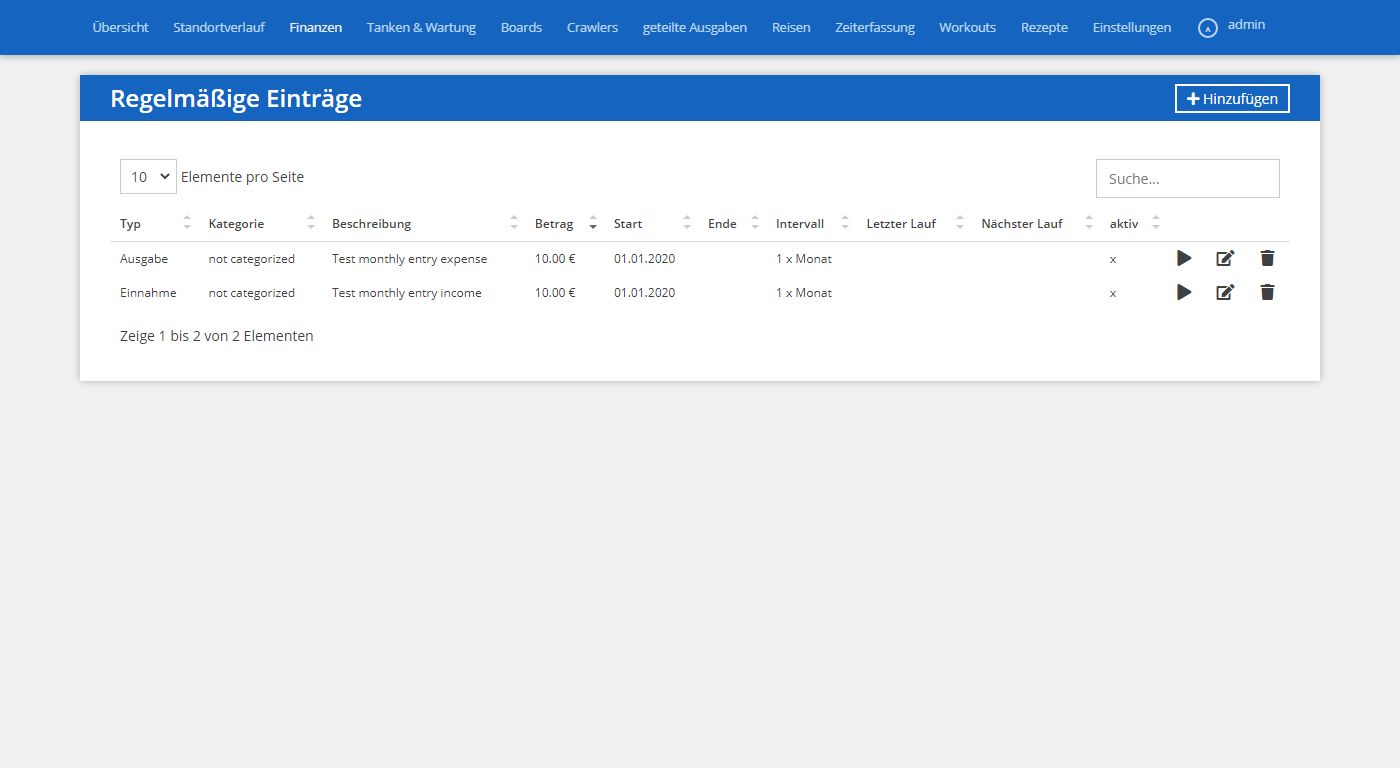 Übersicht Standortverlauf Finanzen Tanken & Wartung Boards Crawlers geteilte Ausgaben Reisen Zeiterfassung Workouts Rezepte Einstellungen A admin
Regelmäßige Einträge Hinzufügen
10 Elemente pro Seite Suche...
Typ Kategorie Beschreibung Betrag Start Ende Intervall Letzter Lauf Nächster Lauf aktiv
Ausgabe not categorized Test monthly entry expense 10.00 € 01.01.2020 1 x Monat x
Einnahme not categorized Test monthly entry income 10.00 € 01.01.2020 1 x Monat x
Zeige 1 bis 2 von 2 Elementen